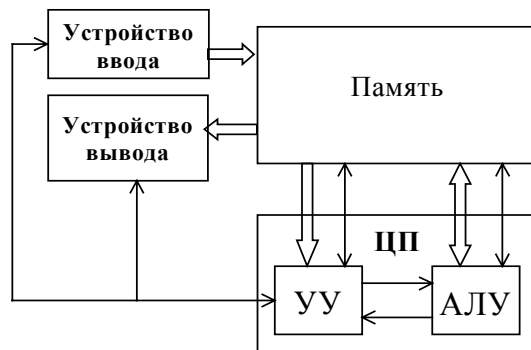 Устройство
ввода
Память
Устройство
вывода
ЦП
УУ
АЛУ